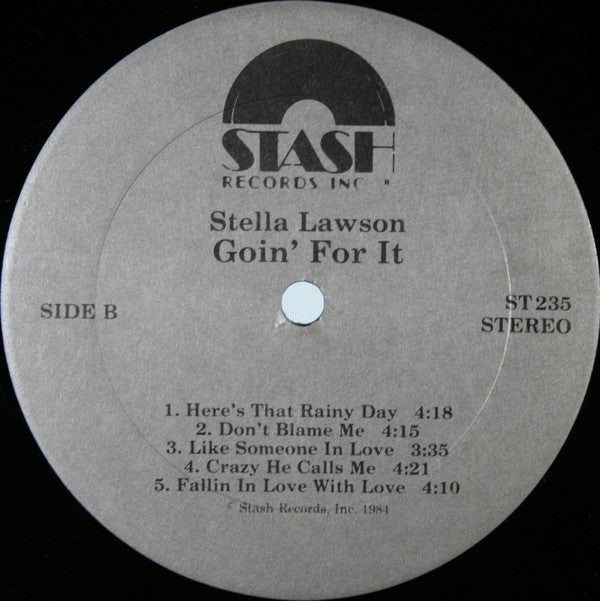 STASH
RECORDS INC ®
Stella Lawson
Goin' For It
SIDE B
ST 235
STEREO
1. Here's That Rainy Day 4:18
2. Don't Blame Me 4:15
3. Like Someone In Love 3:35
4. Crazy He Calls Me 4:21
5. Fallin In Love With Love 4:10
© Stash Records, Inc. 1984